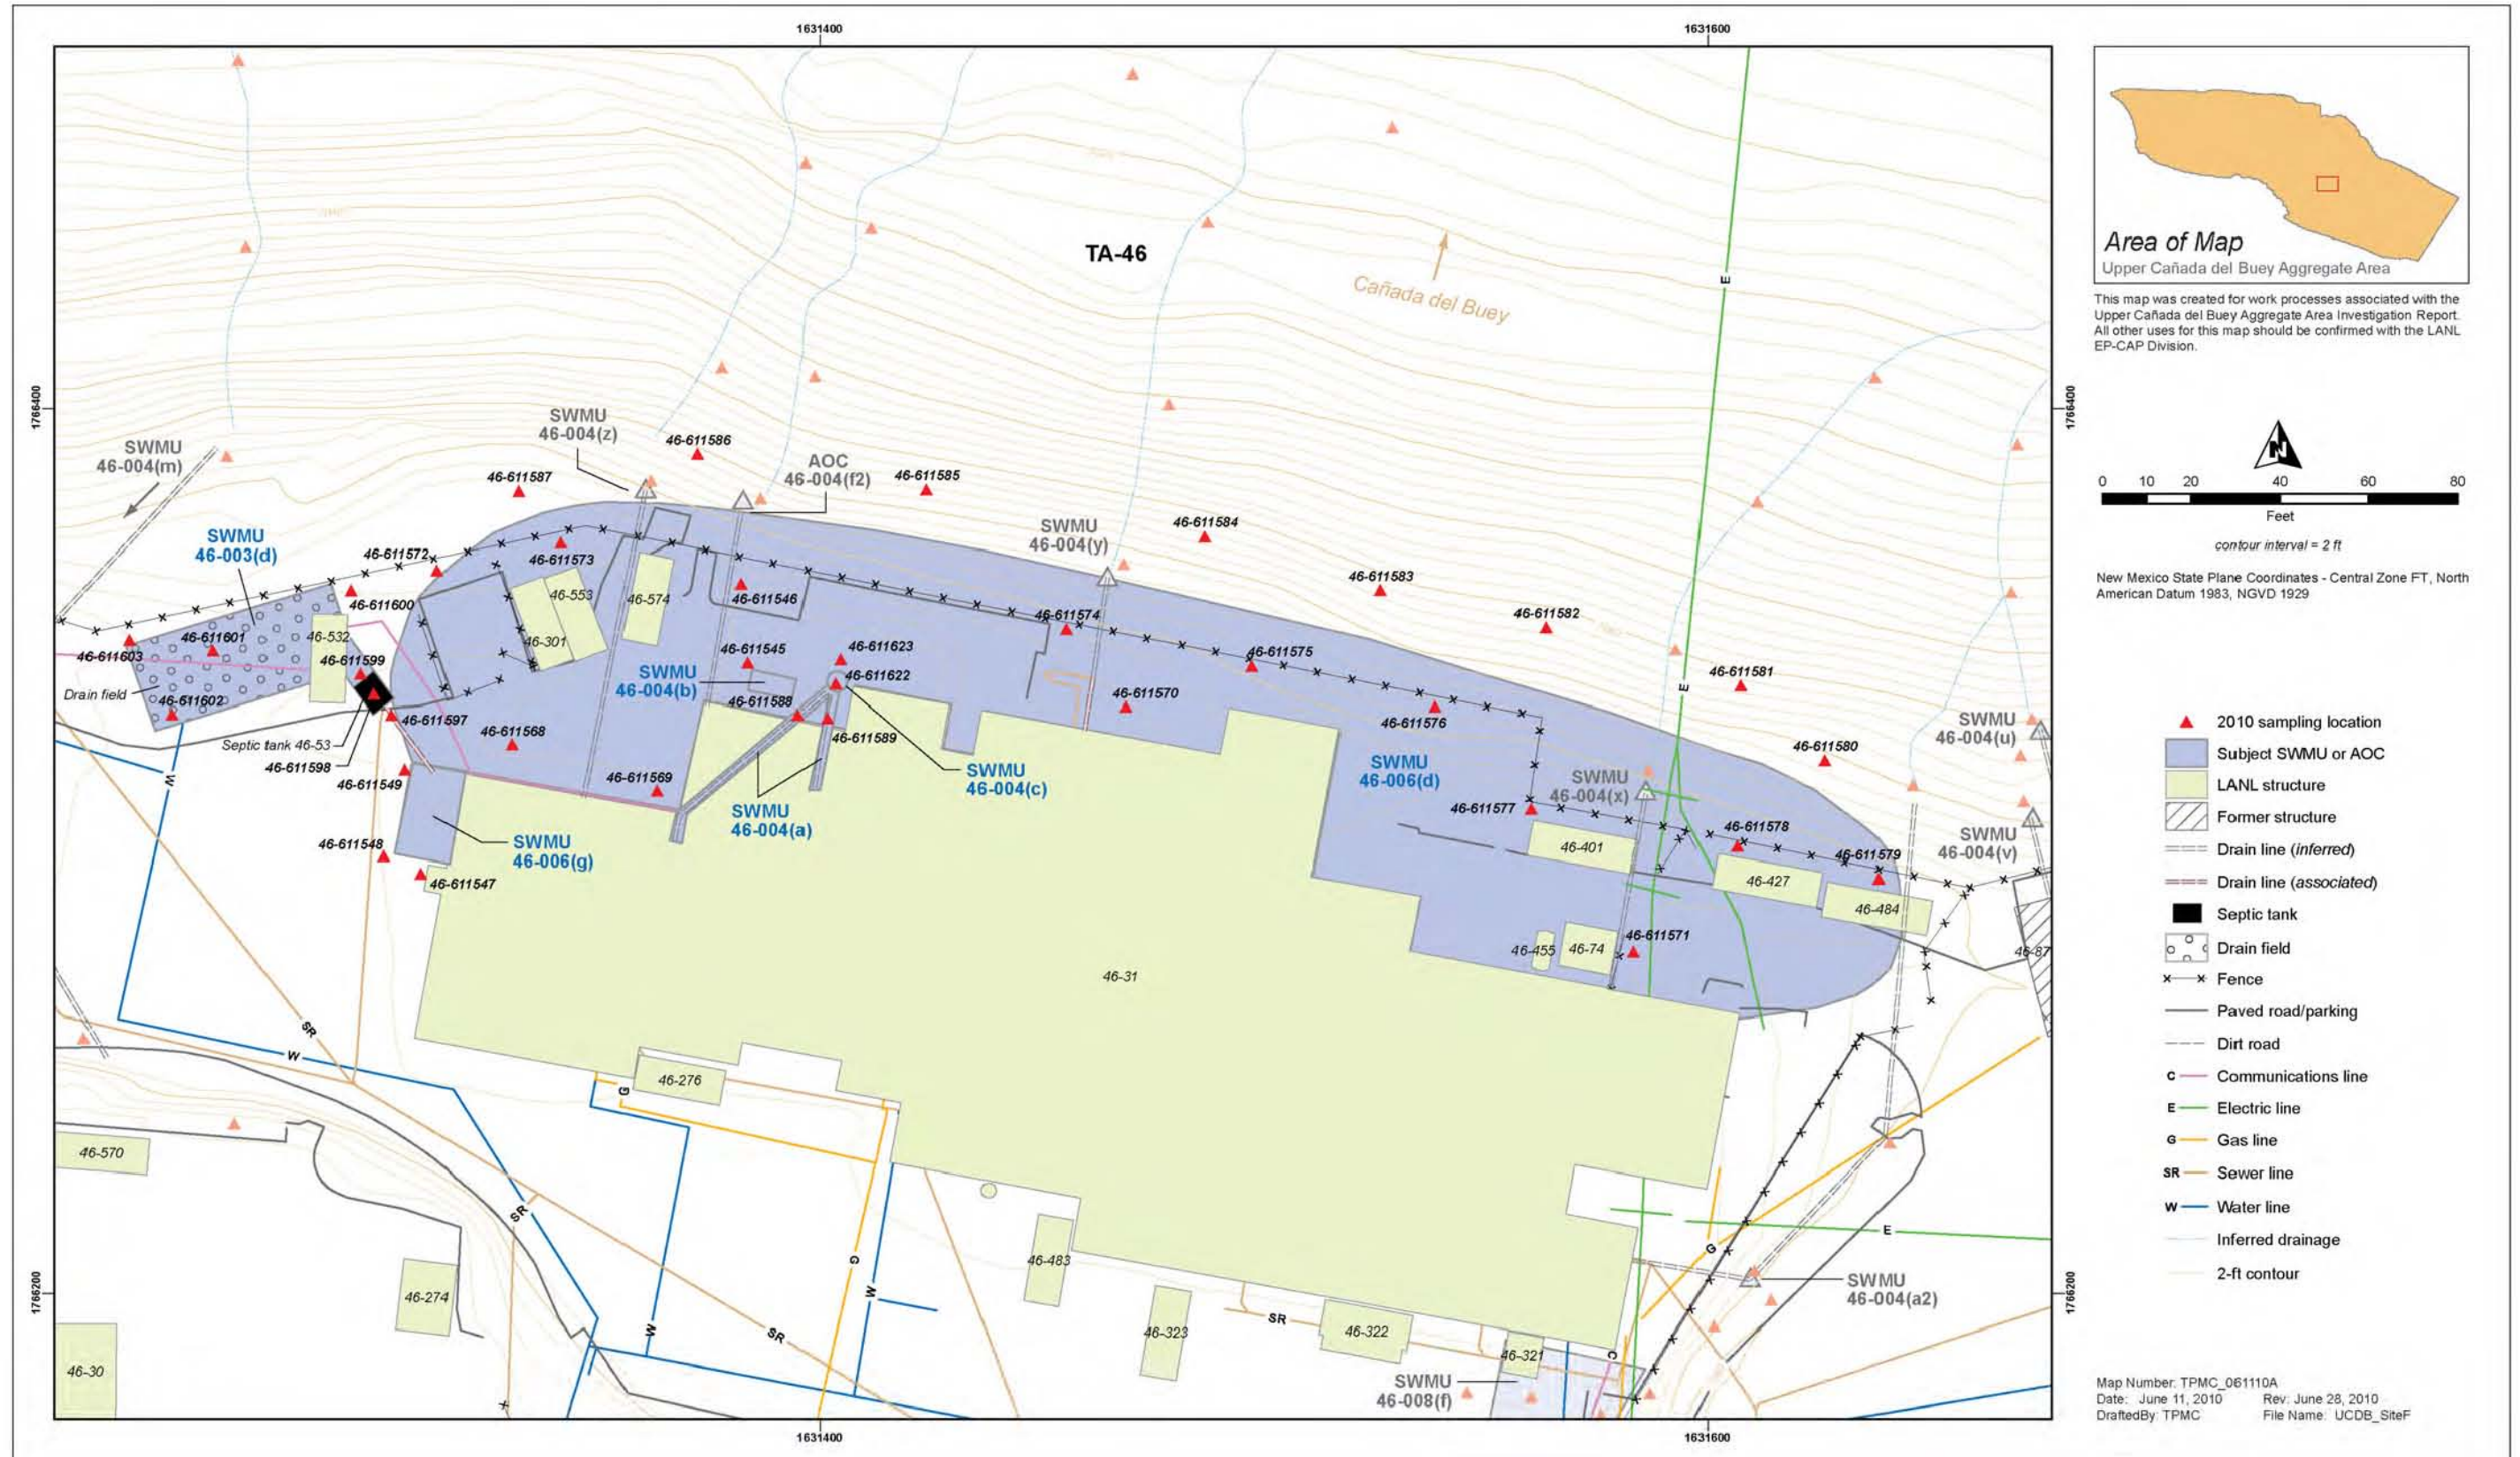 1631400
1631600
1766400
1766400
1766200
1766200
1631400
1631600
TA-46
Cañada del Buey
E
E
E
SWMU
46-004(m)
SWMU
46-003(d)
SWMU
46-004(z)
AOC
46-004(f2)
SWMU
46-004(y)
SWMU
46-004(x)
SWMU
46-004(u)
SWMU
46-004(v)
SWMU
46-006(d)
SWMU
46-004(b)
SWMU
46-004(a)
SWMU
46-004(c)
SWMU
46-006(g)
SWMU
46-004(a2)
SWMU
46-008(f)
46-611586
46-611587
46-611585
46-611584
46-611583
46-611582
46-611581
46-611580
46-611572
46-611573
46-611600
46-611546
46-611574
46-611575
46-611576
46-611577
46-611578
46-611579
46-611571
46-611570
46-611601
46-611603
46-611599
46-611602
46-611597
46-611598
46-611549
46-611548
46-611547
46-611568
46-611569
46-611545
46-611588
46-611623
46-611622
46-611589
Drain field
Septic tank 46-53
46-532
46-301
46-553
46-574
46-401
46-427
46-484
46-455
46-74
46-87
46-31
46-276
46-570
46-274
46-30
46-483
46-323
46-322
46-321
W
SR
W
SR
G
W
SR
G
W
SR
G
C
Area of Map
Upper Cañada del Buey Aggregate Area
This map was created for work processes associated with the
Upper Cañada del Buey Aggregate Area Investigation Report.
All other uses for this map should be confirmed with the LANL
EP-CAP Division.
N
0 10 20 40 60 80
Feet
contour interval = 2 ft
New Mexico State Plane Coordinates - Central Zone FT, North
American Datum 1983, NGVD 1929
2010 sampling location
Subject SWMU or AOC
LANL structure
Former structure
Drain line (inferred)
Drain line (associated)
Septic tank
Drain field
Fence
Paved road/parking
Dirt road
C Communications line
E Electric line
G Gas line
SR Sewer line
W Water line
Inferred drainage
2-ft contour
Map Number: TPMC_061110A
Date: June 11, 2010 Rev: June 28, 2010
DraftedBy: TPMC File Name: UCDB_SiteF